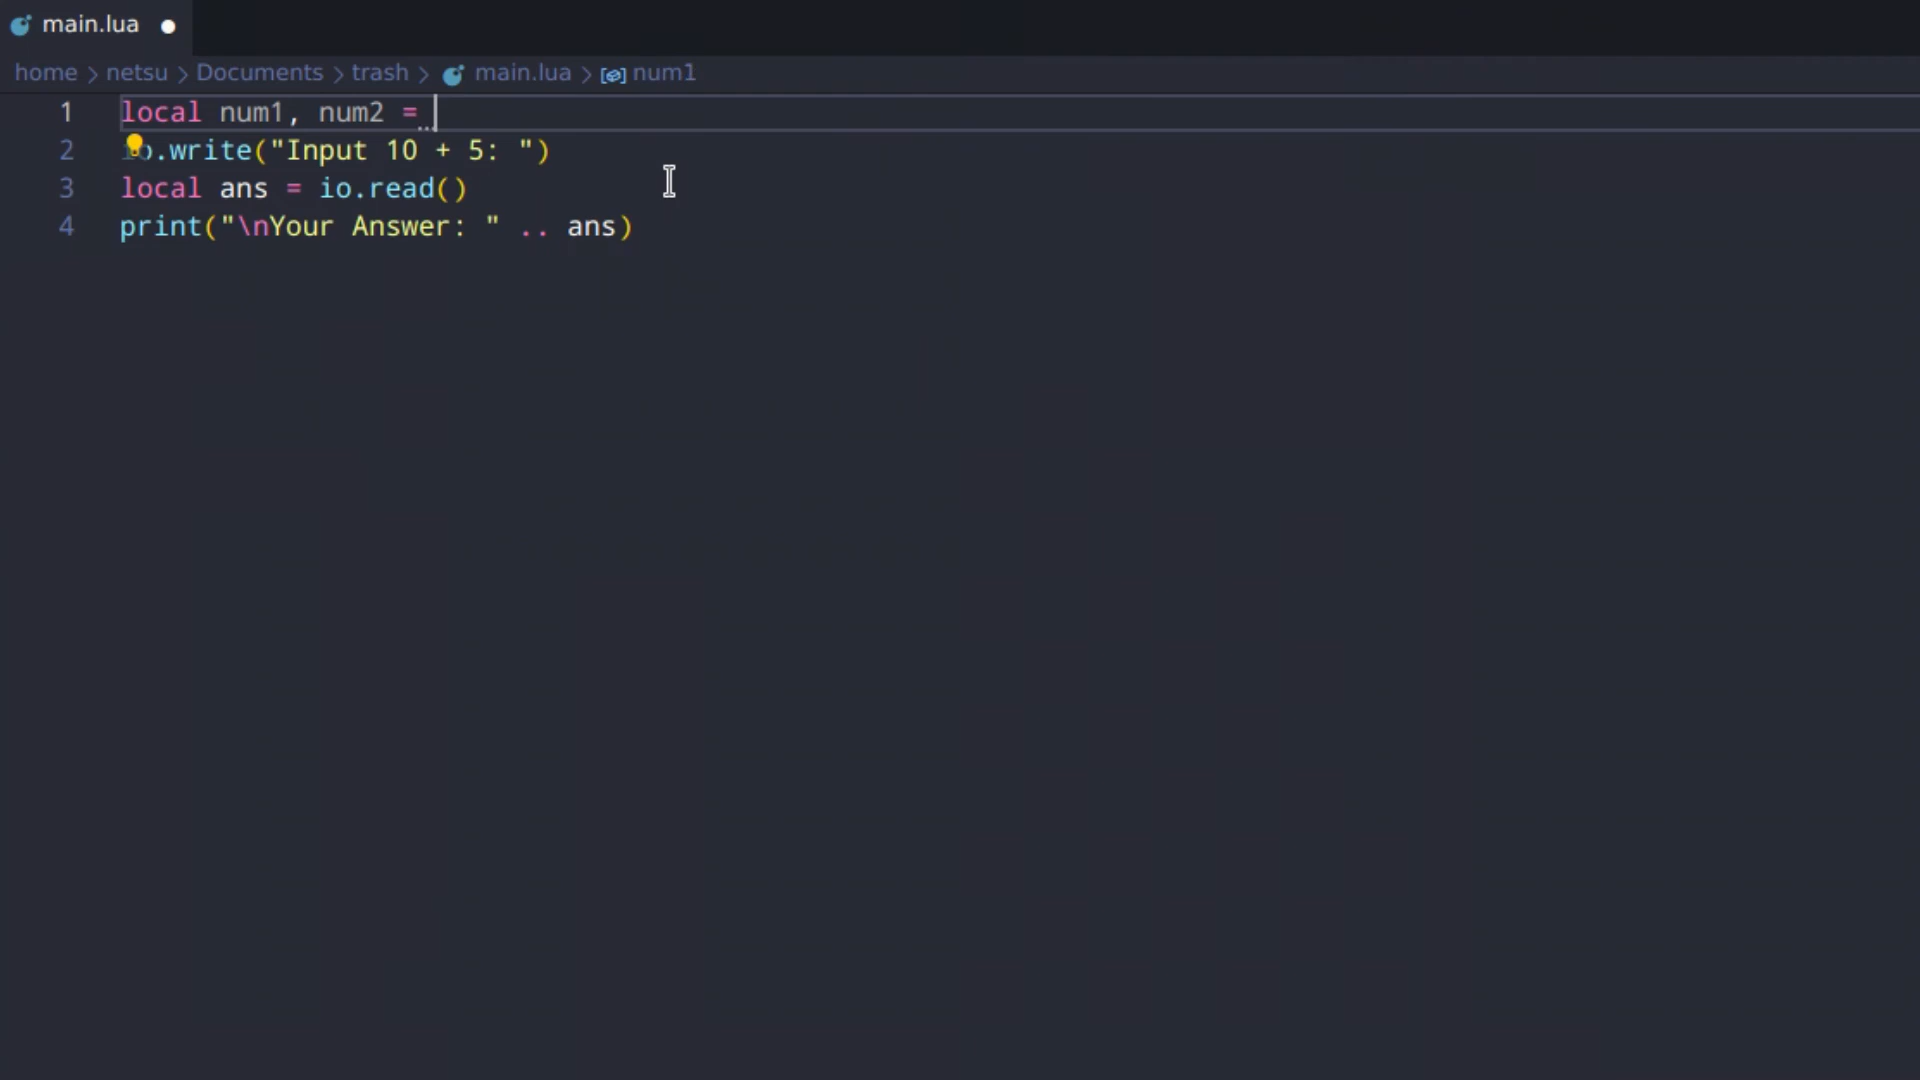 main.lua ●
home > netsu > Documents > trash > main.lua > num1
1 local num1, num2 =
2 io.write("Input 10 + 5: ")
3 local ans = io.read()
4 print("\nYour Answer: " .. ans)